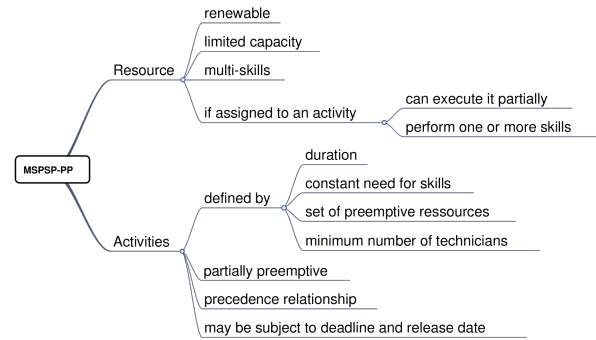 renewable
limited capacity
Resource
multi-skills
if assigned to an activity
can execute it partially
perform one or more skills
MSPSP-PP
duration
constant need for skills
defined by
set of preemptive ressources
minimum number of technicians
Activities
partially preemptive
precedence relationship
may be subject to deadline and release date